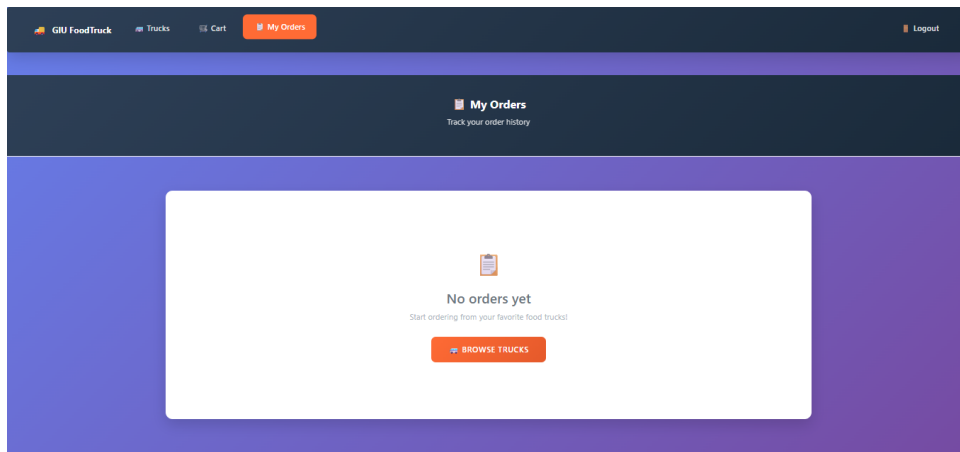 GIU FoodTruck
Trucks
Cart
My Orders
Logout
My Orders
Track your order history
No orders yet
Start ordering from your favorite food trucks!
BROWSE TRUCKS